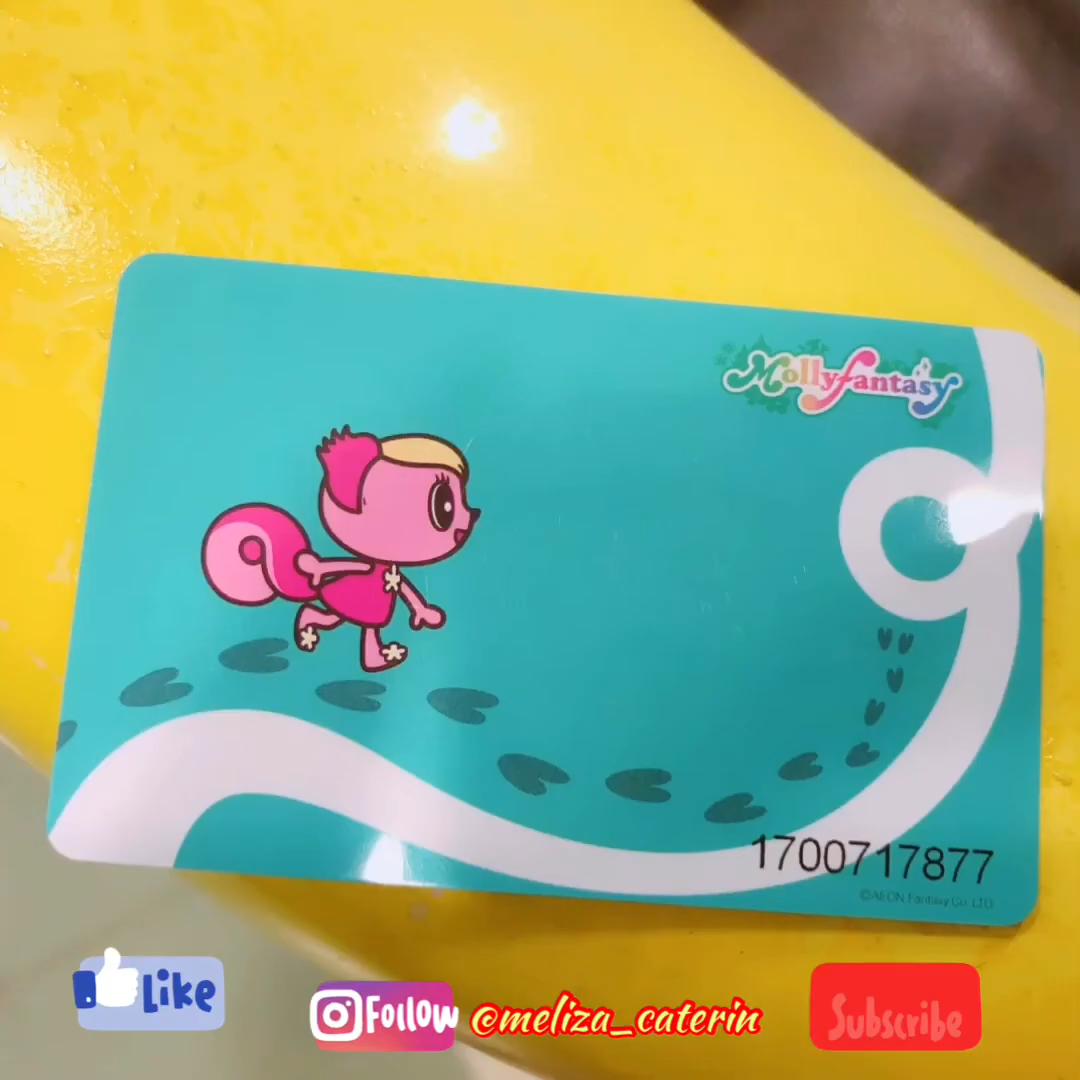 Mollyfantasy
1700717877
©AEON Fantasy Co. LTD.
Like
Follow @meliza_caterin
Subscribe